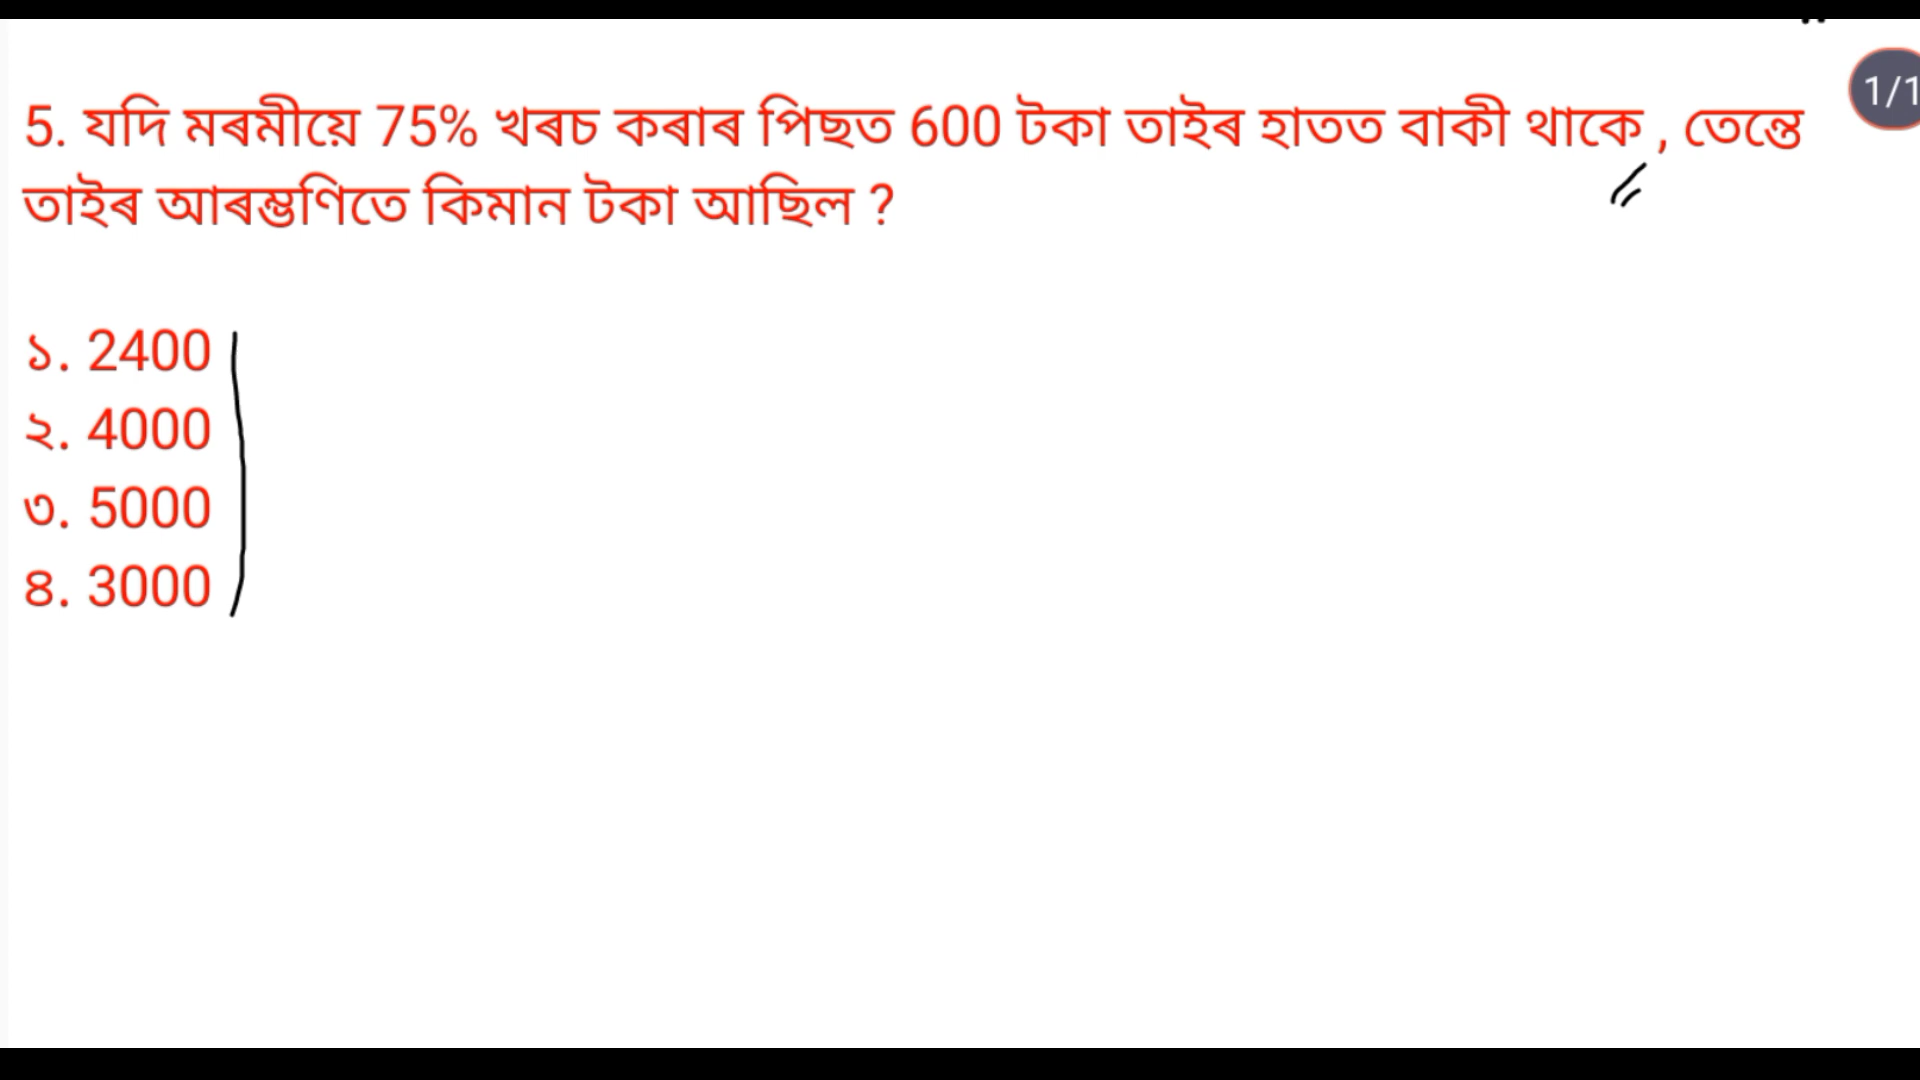 1/1
5. যদি মৰমীয়ে 75% খৰচ কৰাৰ পিছত 600 টকা তাইৰ হাতত বাকী থাকে , তেন্তে
তাইৰ আৰম্ভণিতে কিমান টকা আছিল ?
১. 2400
২. 4000
৩. 5000
৪. 3000